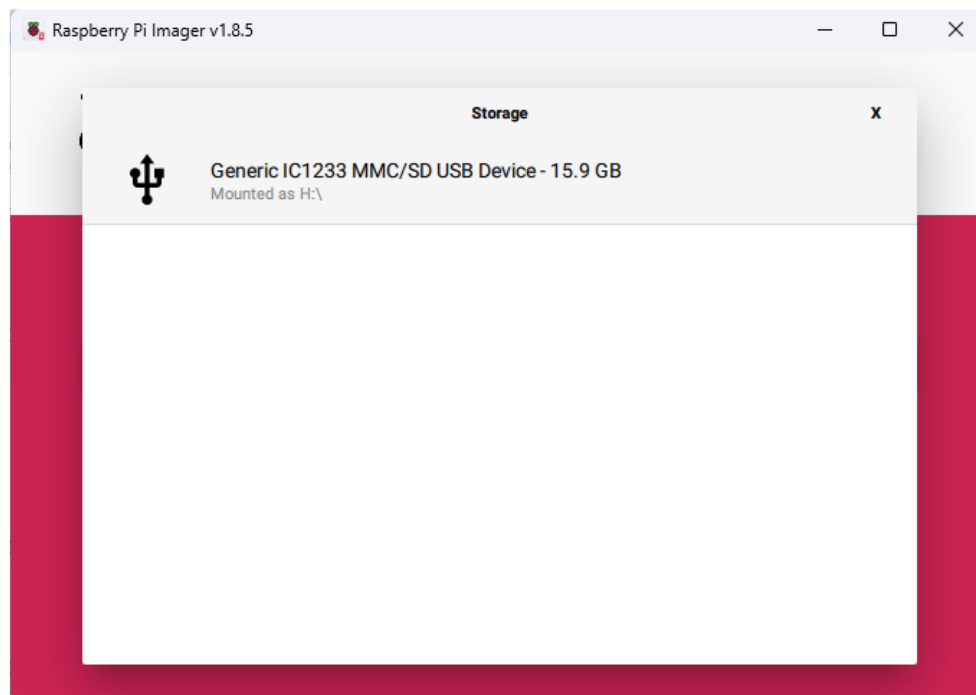 Raspberry Pi Imager v1.8.5
Storage
X
Generic IC1233 MMC/SD USB Device - 15.9 GB
Mounted as H:\